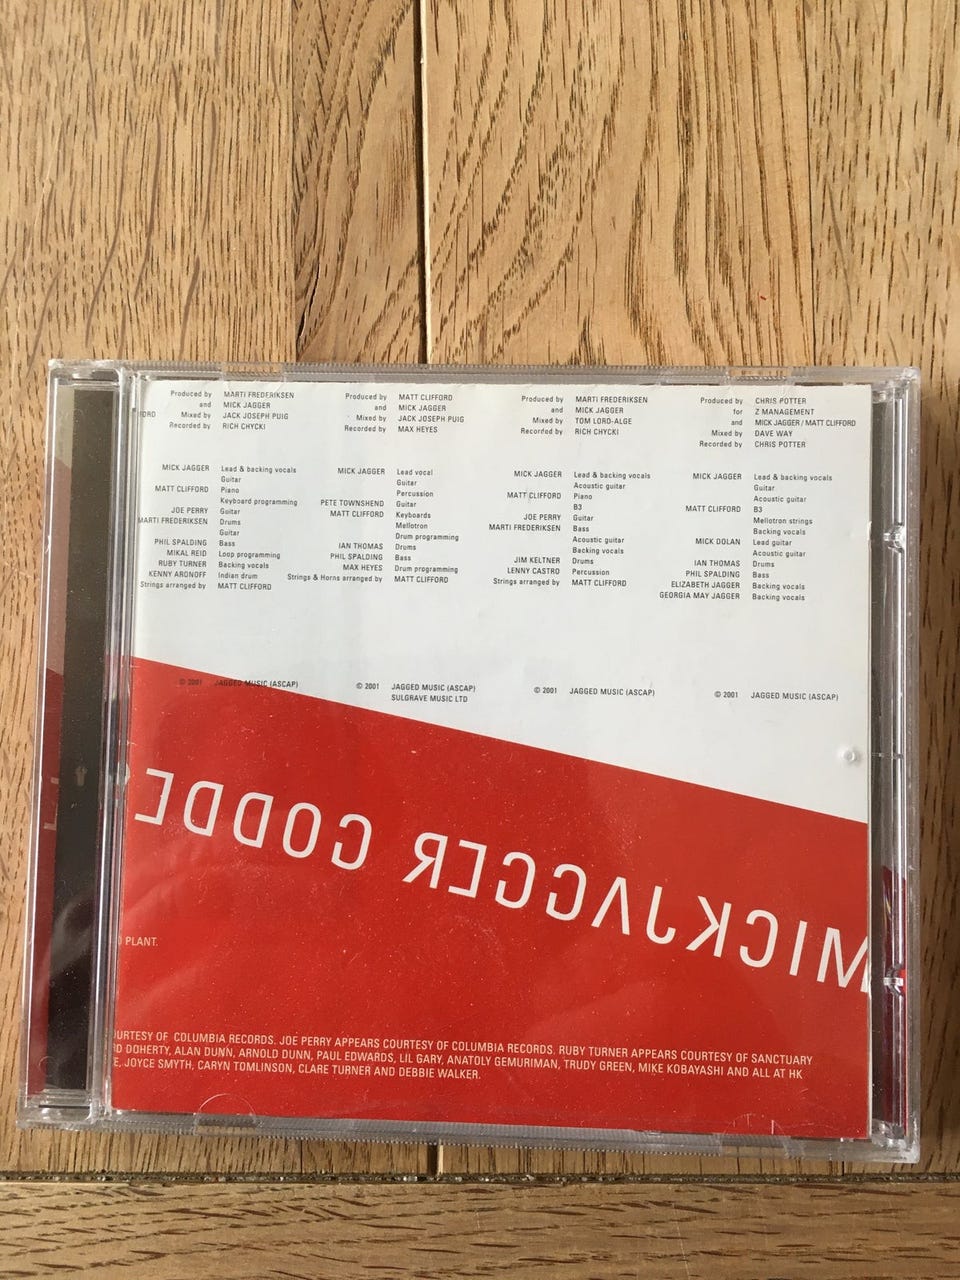 Produced by MARTI FREDERIKSEN
and MICK JAGGER
Mixed by JACK JOSEPH PUIG
Recorded by RICH CHYCKI
MICK JAGGER Lead & backing vocals
Guitar
MATT CLIFFORD Piano
Keyboard programming
JOE PERRY Guitar
MARTI FREDERIKSEN Drums
Guitar
PHIL SPALDING Bass
MIKAL REID Loop programming
RUBY TURNER Backing vocals
KENNY ARONOFF Indian drum
Strings arranged by MATT CLIFFORD
© 2001 JAGGED MUSIC (ASCAP)
Produced by MATT CLIFFORD
and MICK JAGGER
Mixed by JACK JOSEPH PUIG
Recorded by MAX HEYES
MICK JAGGER Lead vocal
Guitar
Percussion
PETE TOWNSHEND Guitar
MATT CLIFFORD Keyboards
Mellotron
Drum programming
IAN THOMAS Drums
PHIL SPALDING Bass
MAX HEYES Drum programming
Strings & Horns arranged by MATT CLIFFORD
© 2001 JAGGED MUSIC (ASCAP)
SULGRAVE MUSIC LTD
Produced by MARTI FREDERIKSEN
and MICK JAGGER
Mixed by TOM LORD-ALGE
Recorded by RICH CHYCKI
MICK JAGGER Lead & backing vocals
Acoustic guitar
MATT CLIFFORD Piano
B3
JOE PERRY Guitar
MARTI FREDERIKSEN Bass
Acoustic guitar
Backing vocals
JIM KELTNER Drums
LENNY CASTRO Percussion
Strings arranged by MATT CLIFFORD
© 2001 JAGGED MUSIC (ASCAP)
Produced by CHRIS POTTER
for Z MANAGEMENT
and MICK JAGGER / MATT CLIFFORD
Mixed by DAVE WAY
Recorded by CHRIS POTTER
MICK JAGGER Lead & backing vocals
Guitar
Acoustic guitar
MATT CLIFFORD B3
Mellotron strings
Backing vocals
MICK DOLAN Lead guitar
Acoustic guitar
IAN THOMAS Drums
PHIL SPALDING Bass
ELIZABETH JAGGER Backing vocals
GEORGIA MAY JAGGER Backing vocals
© 2001 JAGGED MUSIC (ASCAP)
MICKJAGGER GODDE
PLANT.
OURTESY OF COLUMBIA RECORDS. JOE PERRY APPEARS COURTESY OF COLUMBIA RECORDS. RUBY TURNER APPEARS COURTESY OF SANCTUARY
RD DOHERTY, ALAN DUNN, ARNOLD DUNN, PAUL EDWARDS, LIL GARY, ANATOLY GEMURIMAN, TRUDY GREEN, MIKE KOBAYASHI AND ALL AT HK
E, JOYCE SMYTH, CARYN TOMLINSON, CLARE TURNER AND DEBBIE WALKER.